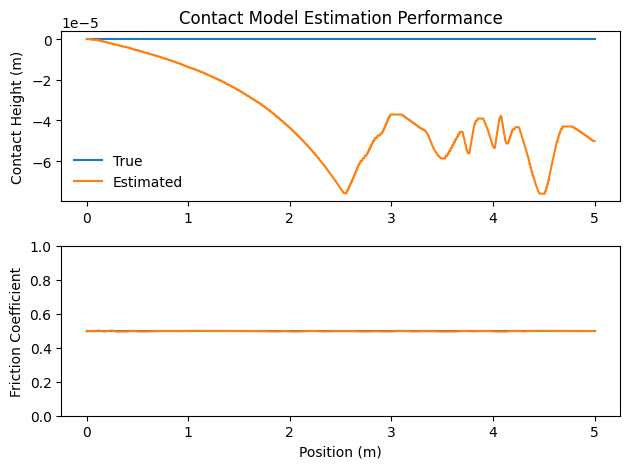 Contact Model Estimation Performance
1e−5
Contact Height (m)
0
−2
−4
−6
True
Estimated
0 1 2 3 4 5
Friction Coefficient
1.0
0.8
0.6
0.4
0.2
0.0
0 1 2 3 4 5
Position (m)